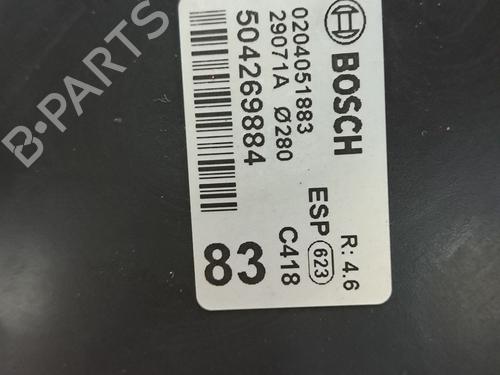 BOSCH
R: 4.6
0204051883
ESP 623
29071A Ø280
C418
504269884
83
B-PARTS